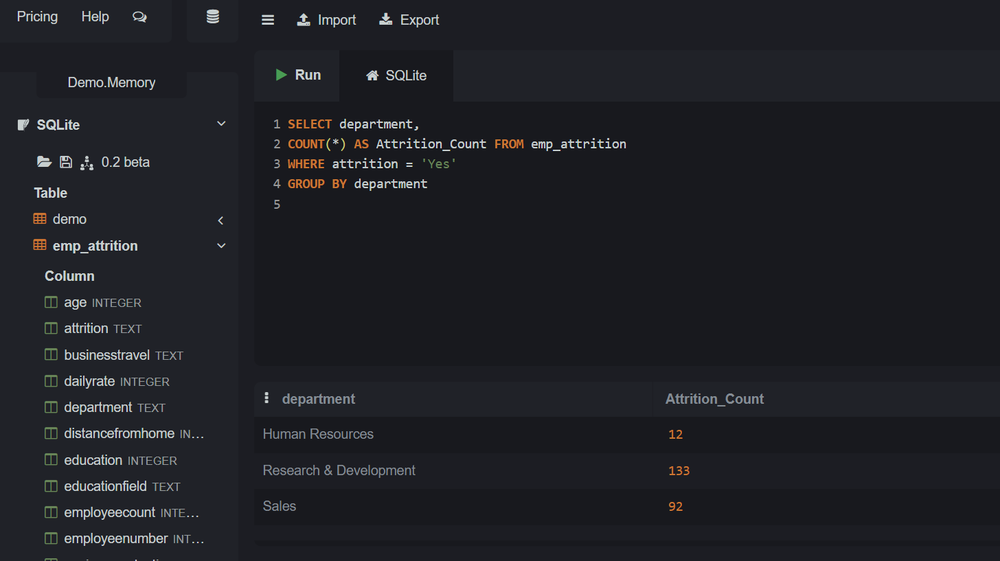 Pricing Help
Import Export
Demo.Memory
Run SQLite
SQLite
0.2 beta
Table
demo
emp_attrition
Column
age INTEGER
attrition TEXT
businesstravel TEXT
dailyrate INTEGER
department TEXT
distancefromhome IN...
education INTEGER
educationfield TEXT
employeecount INTE...
employeenumber INT...
1 SELECT department,
2 COUNT(*) AS Attrition_Count FROM emp_attrition
3 WHERE attrition = 'Yes'
4 GROUP BY department
5
department Attrition_Count
Human Resources 12
Research & Development 133
Sales 92